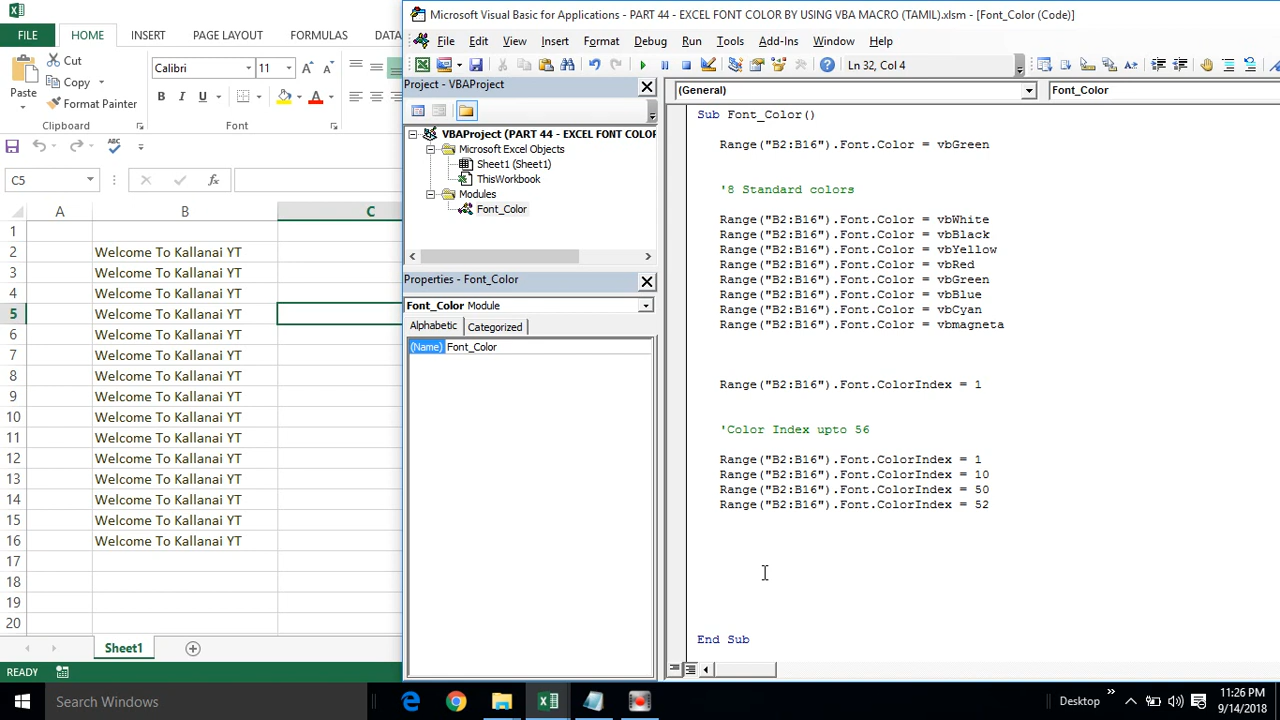 Microsoft Visual Basic for Applications - PART 44 - EXCEL FONT COLOR BY USING VBA MACRO (TAMIL).xlsm - [Font_Color (Code)]
FILE HOME INSERT PAGE LAYOUT FORMULAS DATA
File Edit View Insert Format Debug Run Tools Add-Ins Window Help
Cut
Copy
Format Painter
Paste
Calibri 11
B I U
Clipboard Font
Ln 32, Col 4
Project - VBAProject
VBAProject (PART 44 - EXCEL FONT COLOR
Microsoft Excel Objects
Sheet1 (Sheet1)
ThisWorkbook
Modules
Font_Color
Properties - Font_Color
Font_Color Module
Alphabetic Categorized
(Name) Font_Color
C5
A B C
1
2 Welcome To Kallanai YT
3 Welcome To Kallanai YT
4 Welcome To Kallanai YT
5 Welcome To Kallanai YT
6 Welcome To Kallanai YT
7 Welcome To Kallanai YT
8 Welcome To Kallanai YT
9 Welcome To Kallanai YT
10 Welcome To Kallanai YT
11 Welcome To Kallanai YT
12 Welcome To Kallanai YT
13 Welcome To Kallanai YT
14 Welcome To Kallanai YT
15 Welcome To Kallanai YT
16 Welcome To Kallanai YT
17
18
19
20
Sheet1
READY
(General) Font_Color
Sub Font_Color()
Range("B2:B16").Font.Color = vbGreen
'8 Standard colors
Range("B2:B16").Font.Color = vbWhite
Range("B2:B16").Font.Color = vbBlack
Range("B2:B16").Font.Color = vbYellow
Range("B2:B16").Font.Color = vbRed
Range("B2:B16").Font.Color = vbGreen
Range("B2:B16").Font.Color = vbBlue
Range("B2:B16").Font.Color = vbCyan
Range("B2:B16").Font.Color = vbmagneta
Range("B2:B16").Font.ColorIndex = 1
'Color Index upto 56
Range("B2:B16").Font.ColorIndex = 1
Range("B2:B16").Font.ColorIndex = 10
Range("B2:B16").Font.ColorIndex = 50
Range("B2:B16").Font.ColorIndex = 52
End Sub
Search Windows
Desktop
11:26 PM
9/14/2018